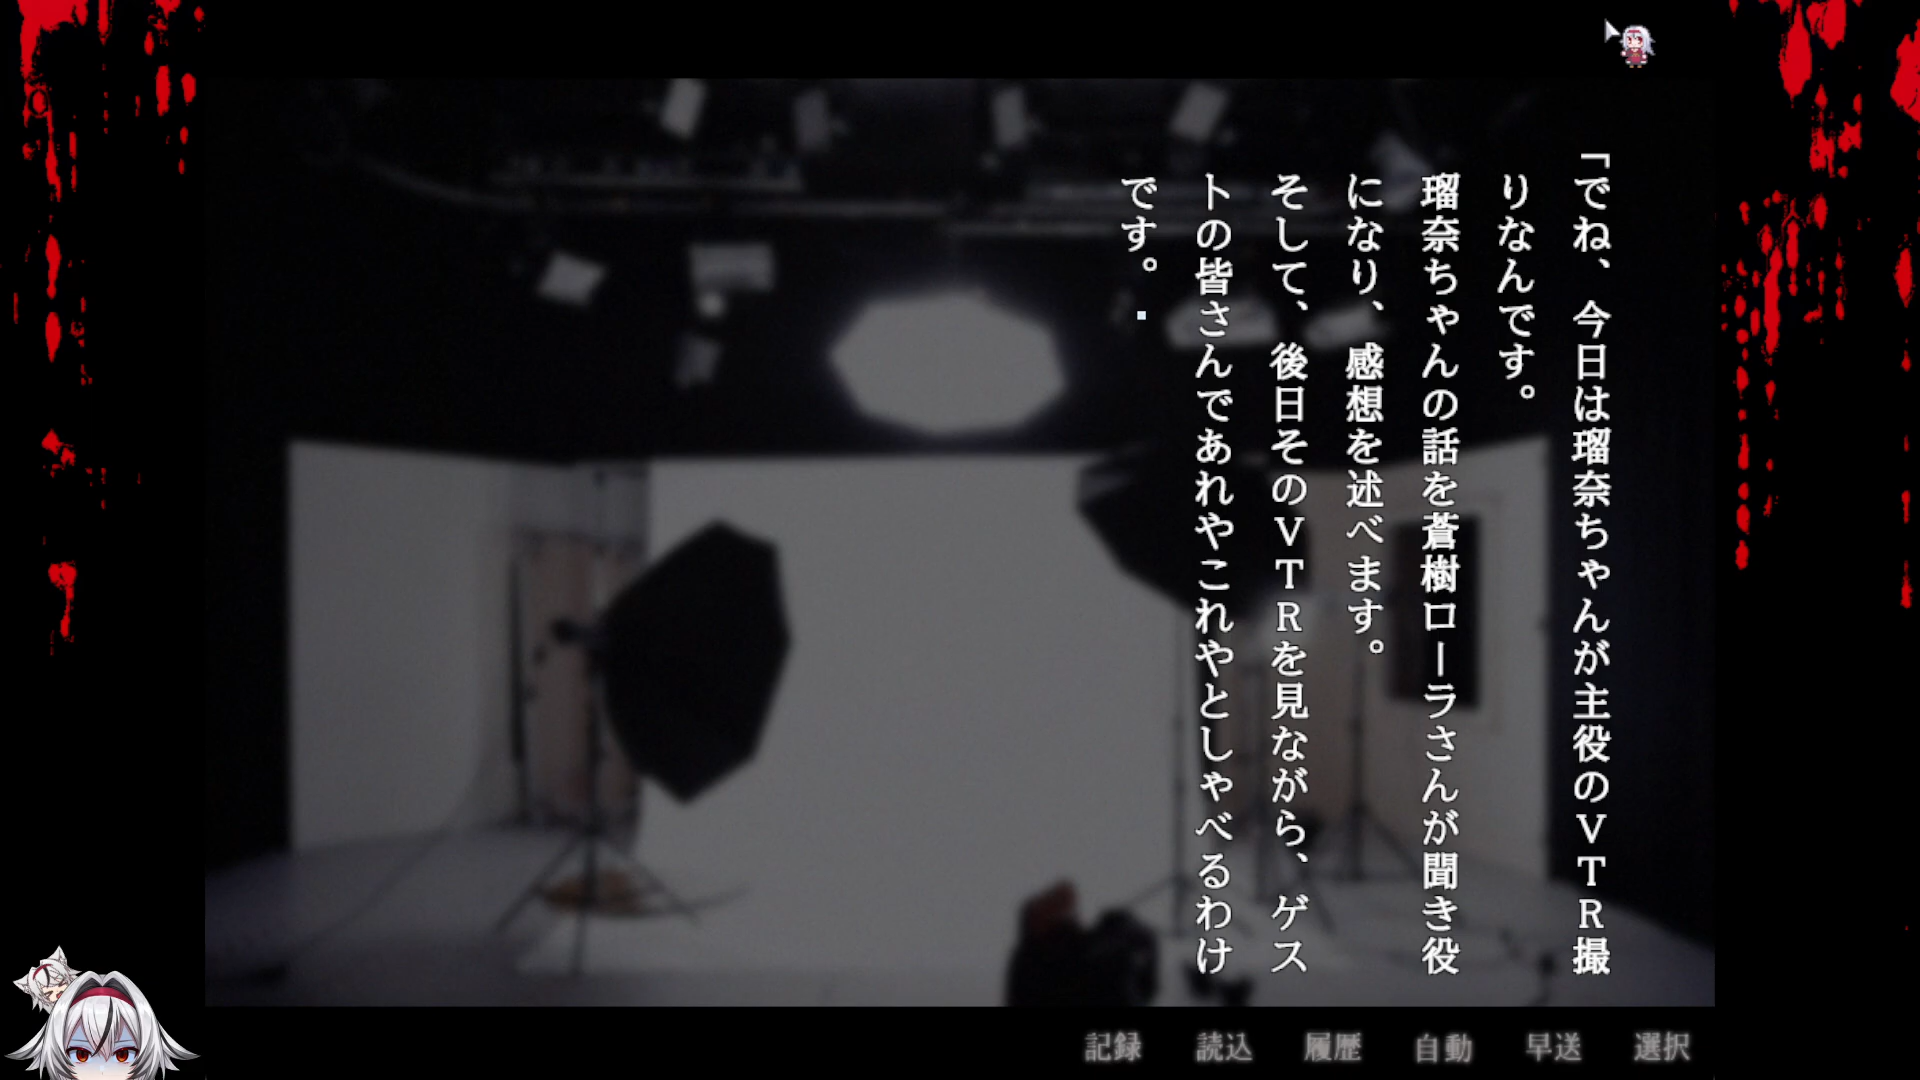 「でね、今日は瑠奈ちゃんが主役のＶＴＲ撮
りなんです。
瑠奈ちゃんの話を蒼樹ローラさんが聞き役
になり、感想を述べます。
そして、後日そのＶＴＲを見ながら、ゲス
トの皆さんであれやこれやとしゃべるわけ
です。
記録
読込
履歴
自動
早送
選択